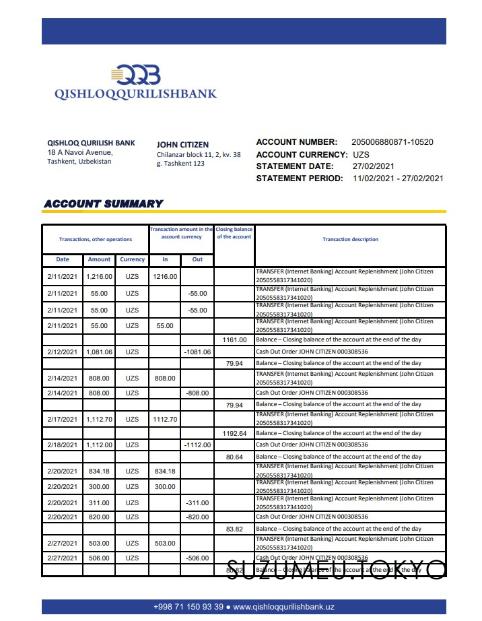 QQB
QISHLOQQURILISHBANK
QISHLOQ QURILISH BANK
18 A Navoi Avenue,
Tashkent, Uzbekistan
JOHN CITIZEN
Chilanzar block 11, 2, kv. 38
g. Tashkent 123
ACCOUNT NUMBER: 205006880871-10520
ACCOUNT CURRENCY: UZS
STATEMENT DATE: 27/02/2021
STATEMENT PERIOD: 11/02/2021 - 27/02/2021
ACCOUNT SUMMARY
Transactions, other operations
Transaction amount in the
account currency
Closing balance
of the account
Transaction description
Date Amount Currency In Out
TRANSFER (Internet Banking) Account Replenishment (John Citizen
2/11/2021 1,216.00 UZS 1216.00
2050558317341020)
TRANSFER (Internet Banking) Account Replenishment (John Citizen
2/11/2021 55.00 UZS -55.00
2050558317341020)
TRANSFER (Internet Banking) Account Replenishment (John Citizen
2/11/2021 55.00 UZS -55.00
2050558317341020)
TRANSFER (Internet Banking) Account Replenishment (John Citizen
2/11/2021 55.00 UZS 55.00
2050558317341020)
1161.00 Balance – Closing balance of the account at the end of the day
2/12/2021 1,081.06 UZS -1081.06 Cash Out Order JOHN CITIZEN 000308536
79.94 Balance – Closing balance of the account at the end of the day
TRANSFER (Internet Banking) Account Replenishment (John Citizen
2/14/2021 808.00 UZS 808.00
2050558317341020)
2/14/2021 808.00 UZS -808.00 Cash Out Order JOHN CITIZEN 000308536
79.94 Balance – Closing balance of the account at the end of the day
TRANSFER (Internet Banking) Account Replenishment (John Citizen
2/17/2021 1,112.70 UZS 1112.70
2050558317341020)
1192.64 Balance – Closing balance of the account at the end of the day
2/18/2021 1,112.00 UZS -1112.00 Cash Out Order JOHN CITIZEN 000308536
80.64 Balance – Closing balance of the account at the end of the day
TRANSFER (Internet Banking) Account Replenishment (John Citizen
2/20/2021 834.18 UZS 834.18
2050558317341020)
TRANSFER (Internet Banking) Account Replenishment (John Citizen
2/20/2021 300.00 UZS 300.00
2050558317341020)
TRANSFER (Internet Banking) Account Replenishment (John Citizen
2/20/2021 311.00 UZS -311.00
2050558317341020)
2/20/2021 820.00 UZS -820.00 Cash Out Order JOHN CITIZEN 000308536
83.82 Balance – Closing balance of the account at the end of the day
TRANSFER (Internet Banking) Account Replenishment (John Citizen
2/27/2021 503.00 UZS 503.00
2050558317341020)
2/27/2021 506.00 UZS -506.00 Cash Out Order JOHN CITIZEN 000308536
Balance – Closing balance of the account at the end of the day
SUZUMEU.TOKYO
+998 71 150 93 39 ● www.qishloqqurilishbank.uz